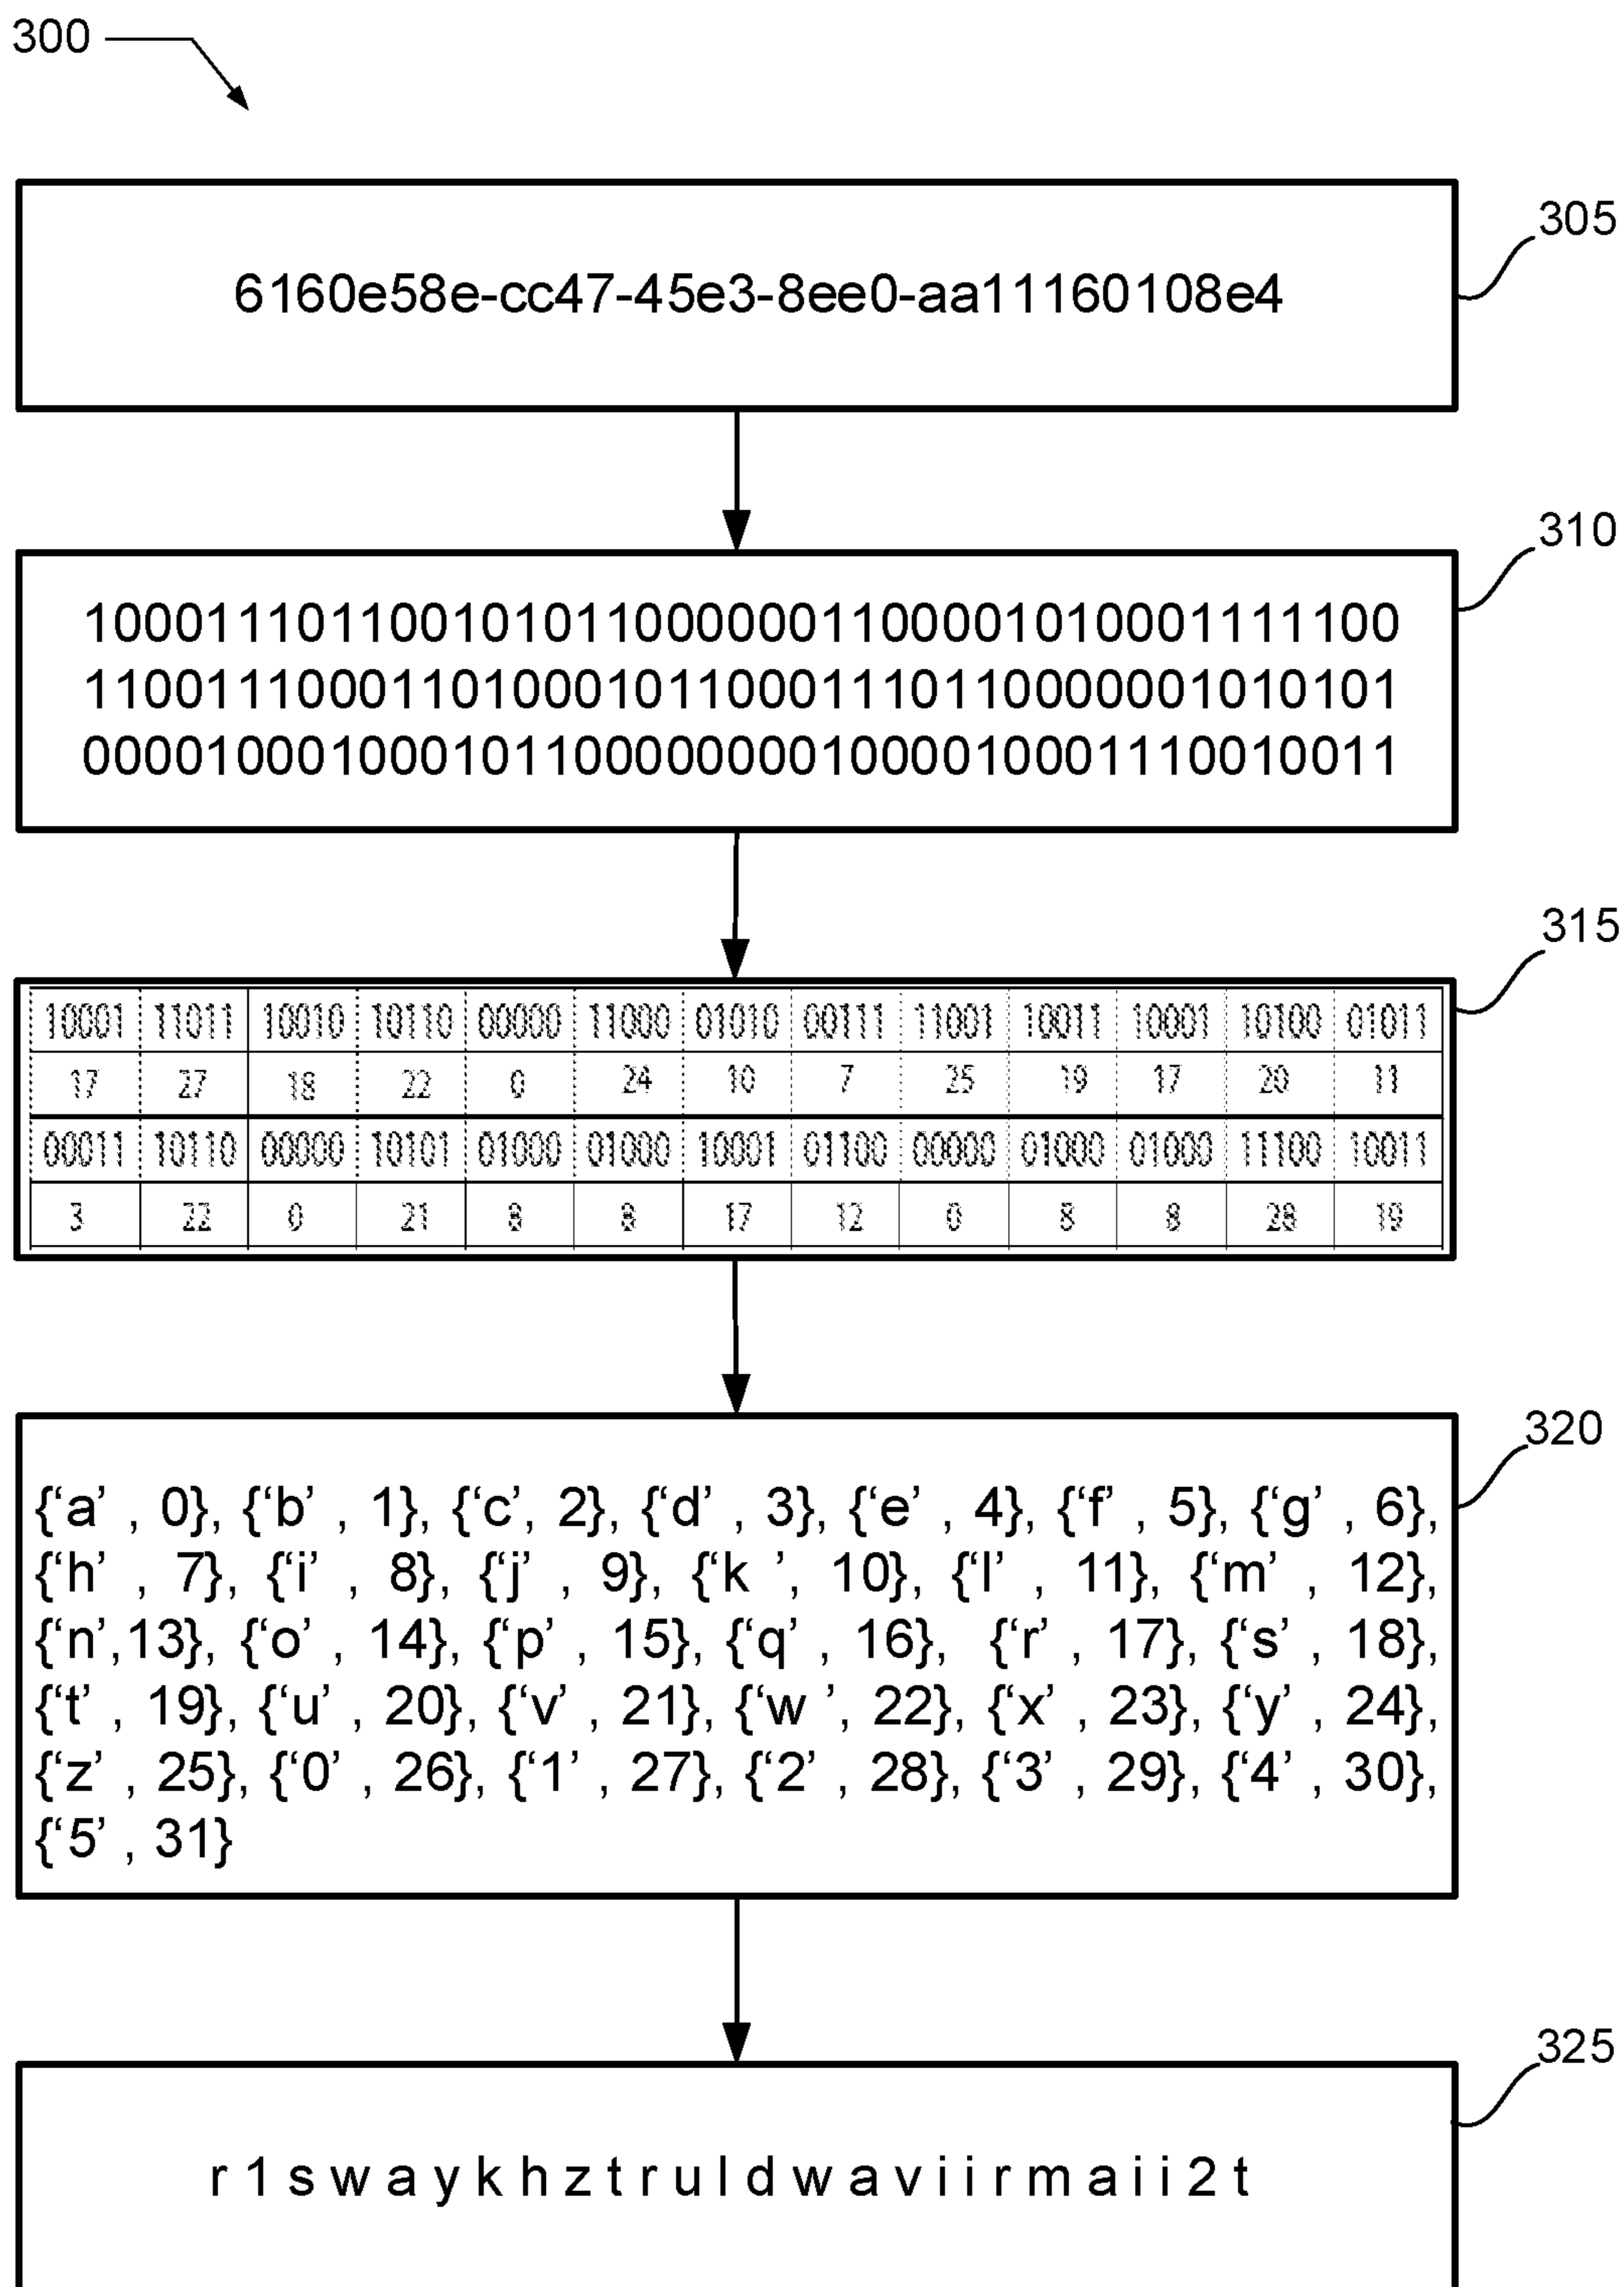 300
305
6160e58e-cc47-45e3-8ee0-aa11160108e4
310
1000111011001010110000001100001010001111100
1100111000110100010110001110110000001010101
0000100010001011000000001000010001110010011
315
10001 11011 10010 10110 00000 11000 01010 00111 11001 10011 10001 10100 01011
17 27 18 22 0 24 10 7 25 19 17 20 11
00011 10110 00000 10101 01000 01000 10001 01100 00000 01000 01000 11100 10011
3 22 0 21 8 8 17 12 0 8 8 28 19
320
{‘a’ , 0}, {‘b’ , 1}, {‘c’, 2}, {‘d’ , 3}, {‘e’ , 4}, {‘f’ , 5}, {‘g’ , 6},
{‘h’ , 7}, {‘i’ , 8}, {‘j’ , 9}, {‘k ’, 10}, {‘l’ , 11}, {‘m’ , 12},
{‘n’,13}, {‘o’ , 14}, {‘p’ , 15}, {‘q’ , 16}, {‘r’ , 17}, {‘s’ , 18},
{‘t’ , 19}, {‘u’ , 20}, {‘v’ , 21}, {‘w ’, 22}, {‘x’ , 23}, {‘y’ , 24},
{‘z’ , 25}, {‘0’ , 26}, {‘1’ , 27}, {‘2’ , 28}, {‘3’ , 29}, {‘4’ , 30},
{‘5’ , 31}
325
r 1 s w a y k h z t r u l d w a v i i r m a i i 2 t